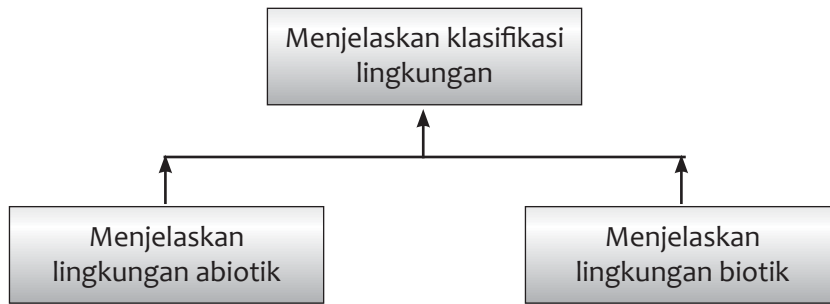 Menjelaskan klasifikasi
lingkungan
Menjelaskan
lingkungan abiotik
Menjelaskan
lingkungan biotik